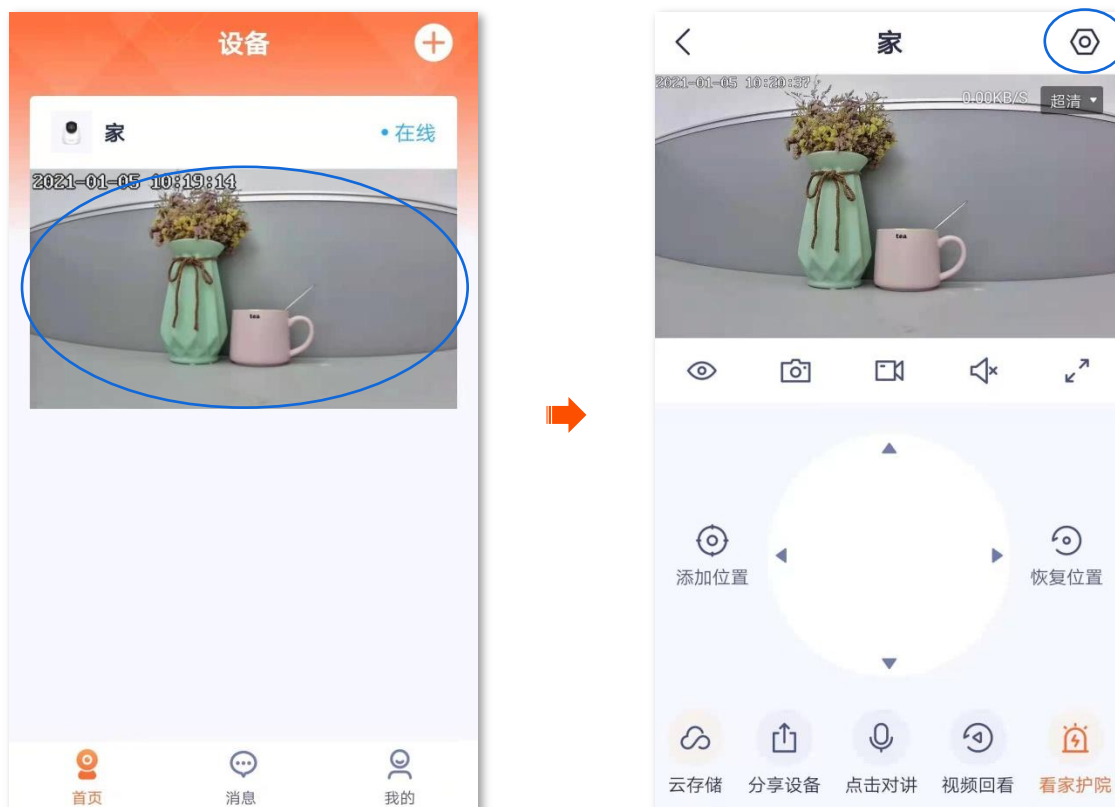 设备
家
在线
2021-01-05 10:19:14
tea
首页
消息
我的
家
2021-01-05 10:20:37
0.00KB/S
超清
tea
添加位置
恢复位置
云存储
分享设备
点击对讲
视频回看
看家护院